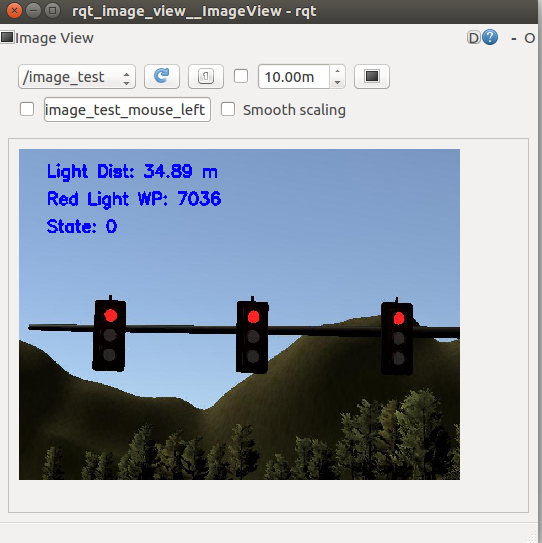 rqt_image_view__ImageView - rqt
Image View D ? - O
/image_test 1 10.00m
image_test_mouse_left Smooth scaling
Light Dist: 34.89 m
Red Light WP: 7036
State: 0